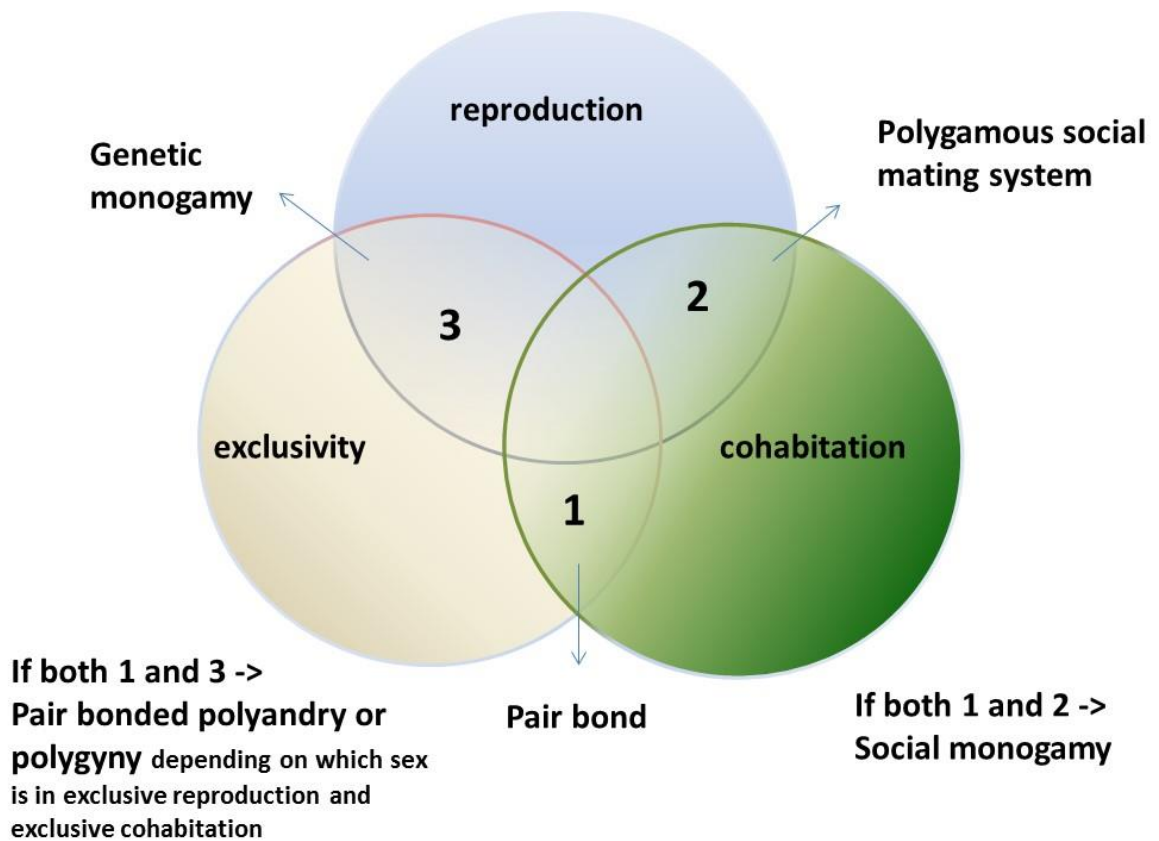 reproduction
Genetic
monogamy
Polygamous social
mating system
3
2
exclusivity
cohabitation
1
If both 1 and 3 ->
Pair bonded polyandry or
polygyny depending on which sex
is in exclusive reproduction and
exclusive cohabitation
Pair bond
If both 1 and 2 ->
Social monogamy